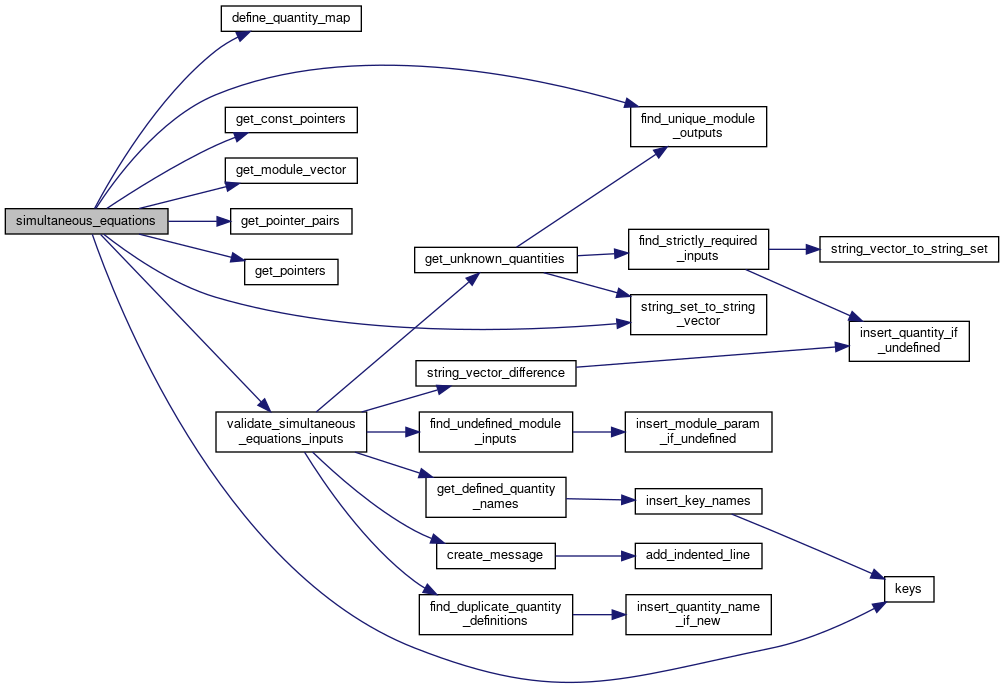 define_quantity_map
find_unique_module
_outputs
get_const_pointers
get_module_vector
simultaneous_equations
get_pointer_pairs
get_pointers
get_unknown_quantities
find_strictly_required
_inputs
string_vector_to_string_set
string_set_to_string
_vector
insert_quantity_if
_undefined
string_vector_difference
validate_simultaneous
_equations_inputs
find_undefined_module
_inputs
insert_module_param
_if_undefined
get_defined_quantity
_names
insert_key_names
create_message
add_indented_line
keys
find_duplicate_quantity
_definitions
insert_quantity_name
_if_new